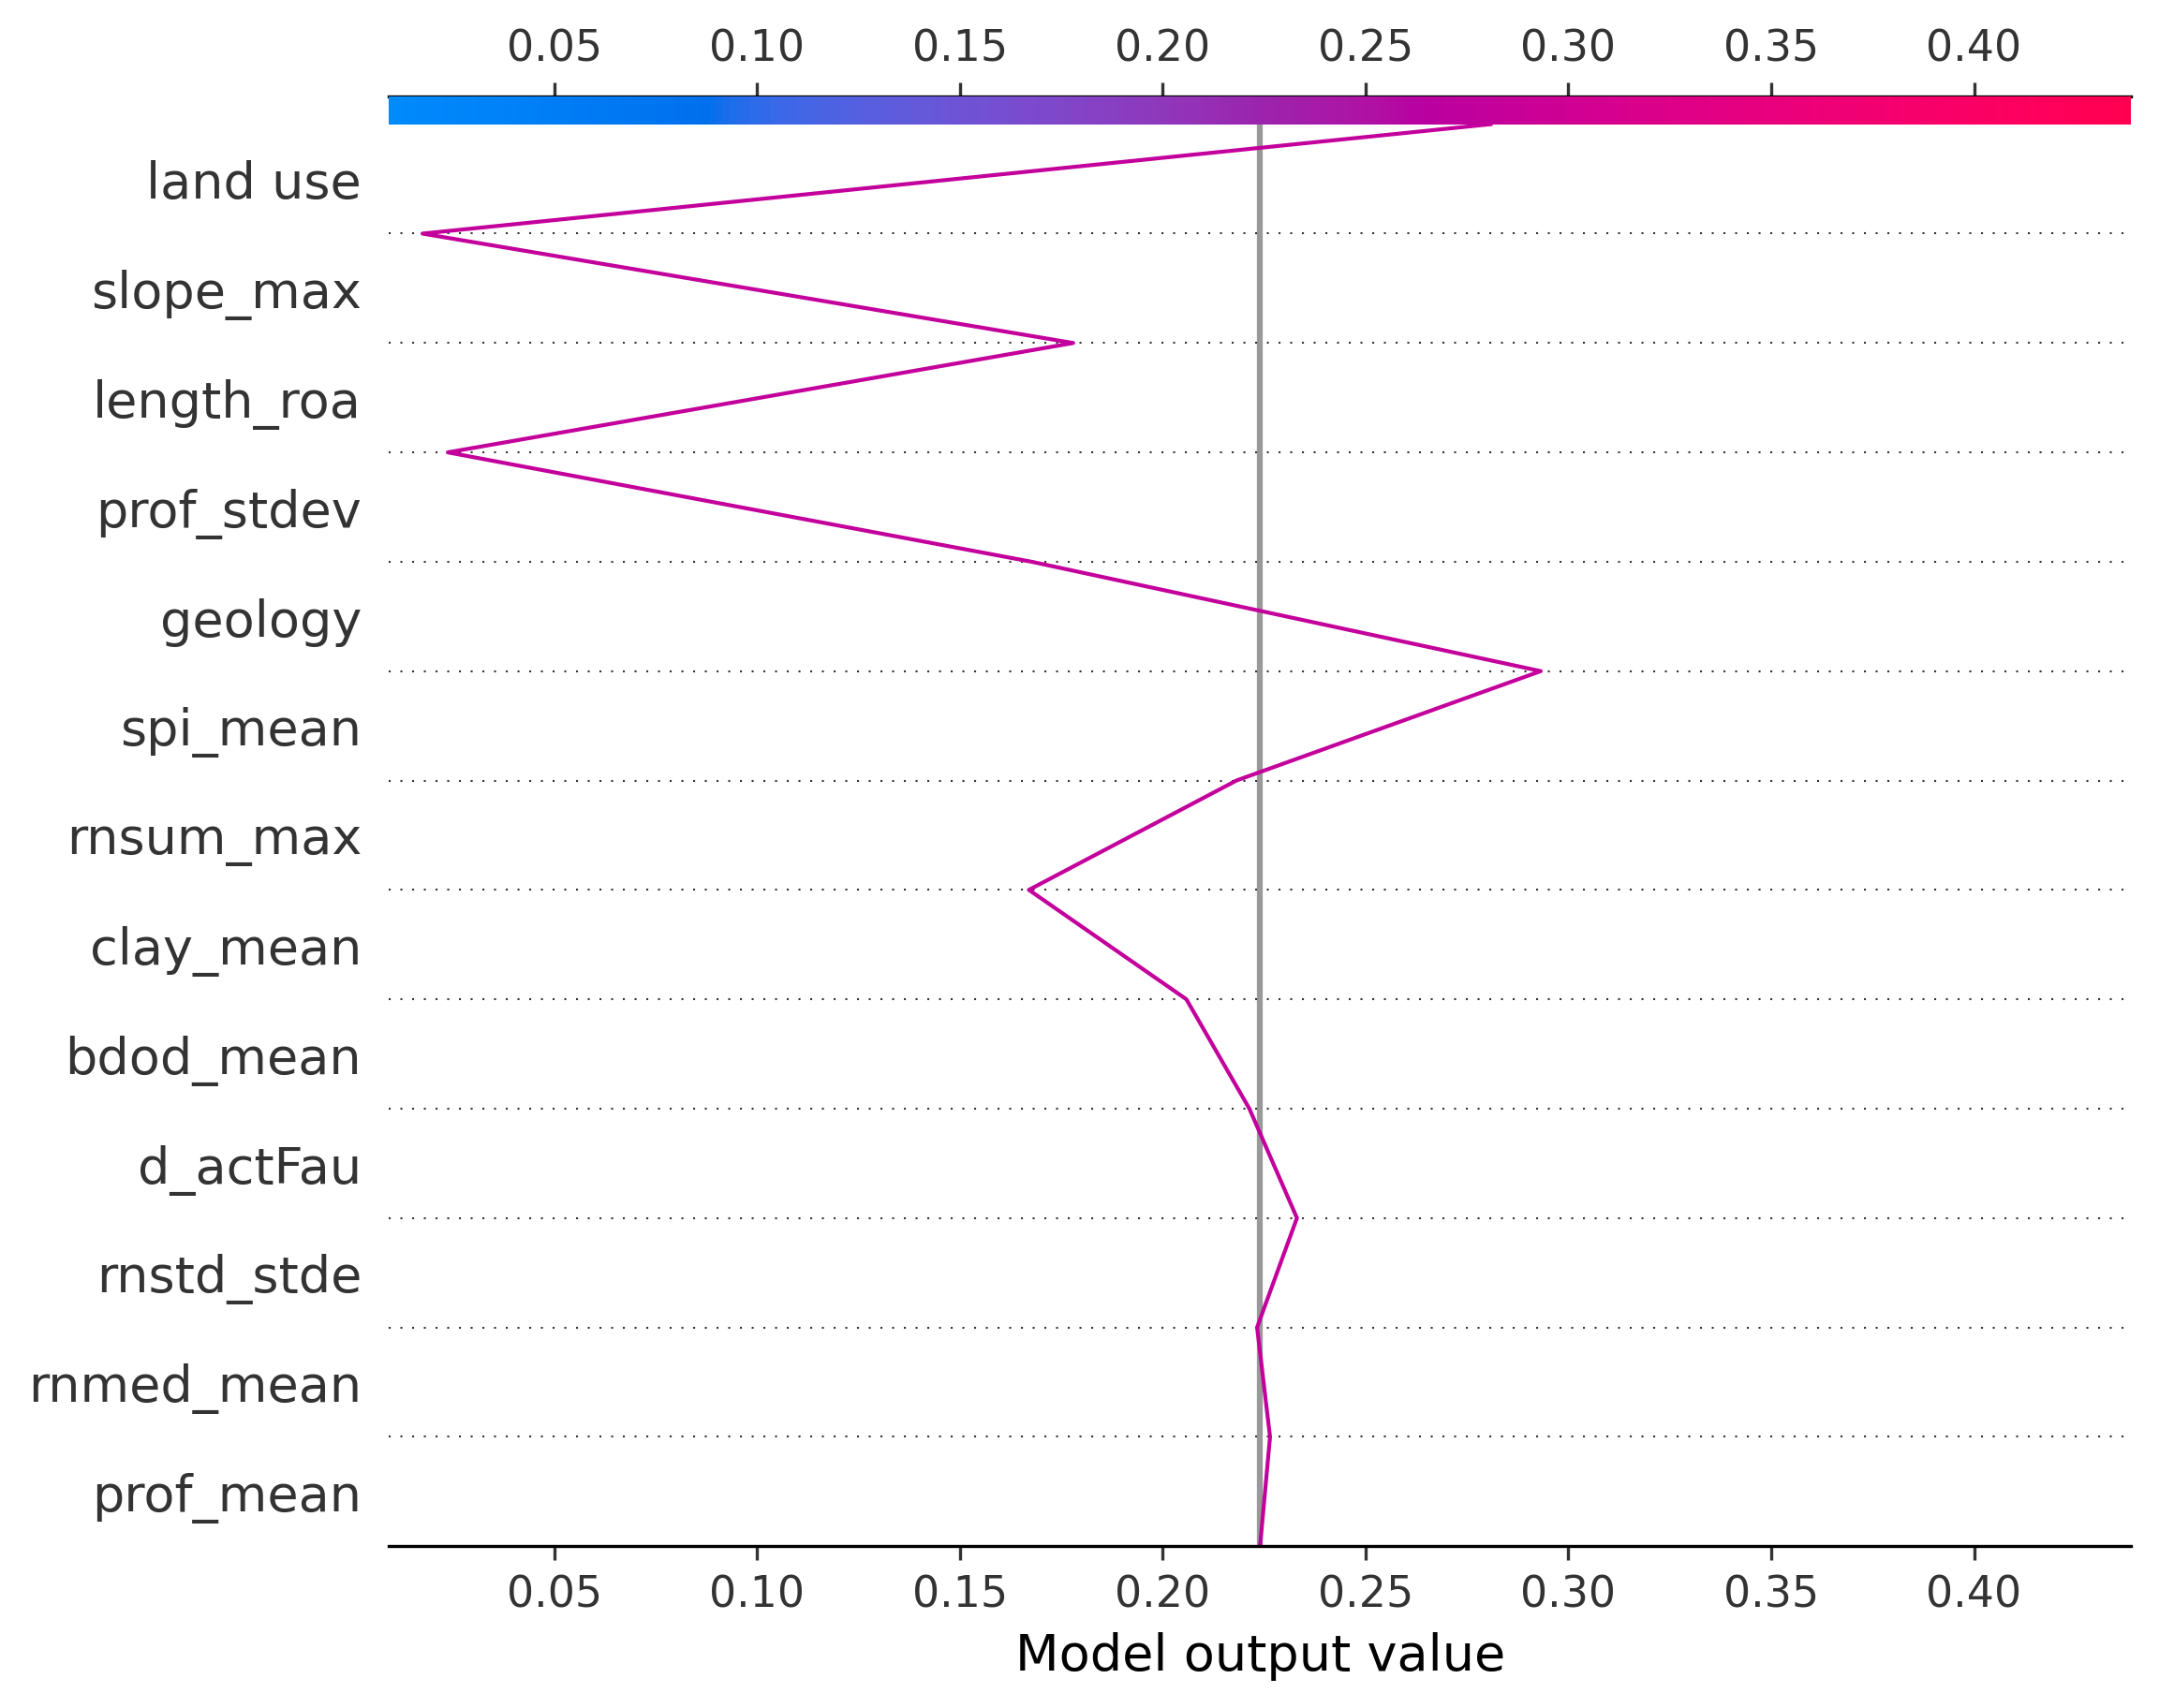 0.05 0.10 0.15 0.20 0.25 0.30 0.35 0.40
land use
slope_max
length_roa
prof_stdev
geology
spi_mean
rnsum_max
clay_mean
bdod_mean
d_actFau
rnstd_stde
rnmed_mean
prof_mean
0.05 0.10 0.15 0.20 0.25 0.30 0.35 0.40
Model output value